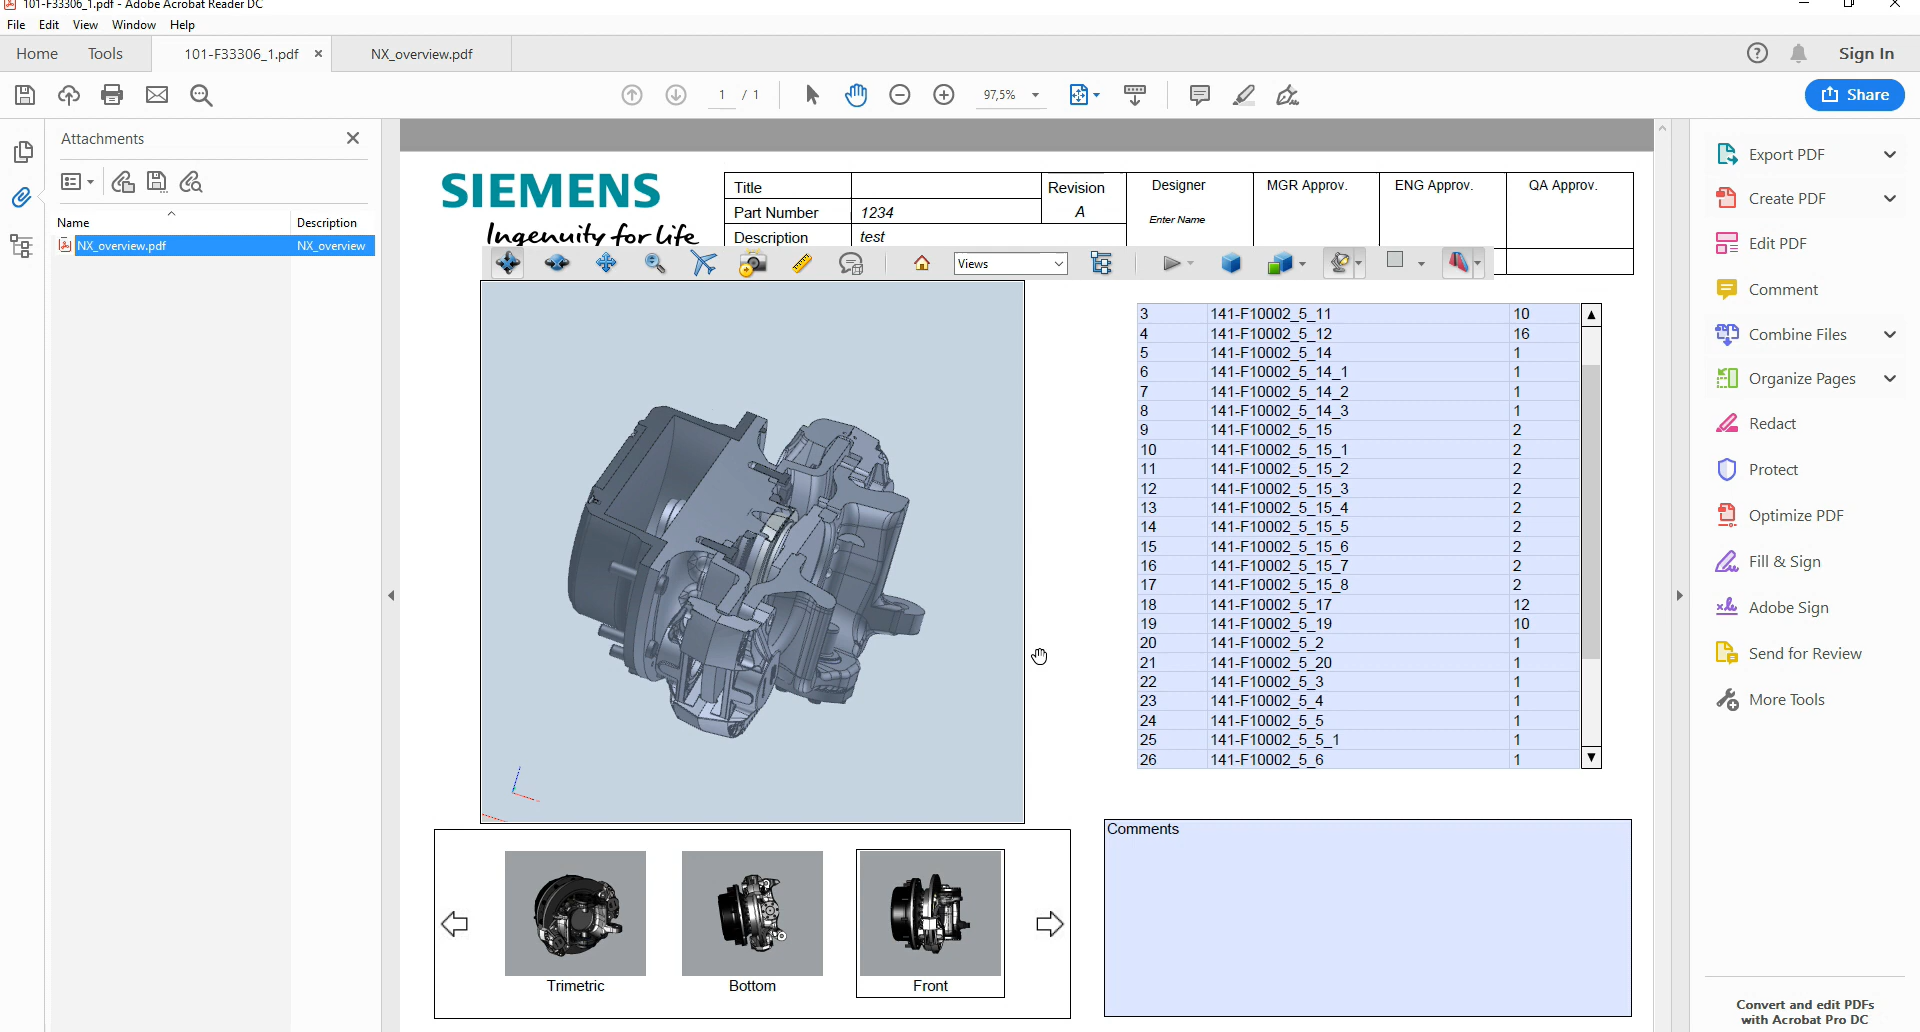 101-F33306_1.pdf - Adobe Acrobat Reader DC
File Edit View Window Help
Home Tools 101-F33306_1.pdf × NX_overview.pdf Sign In
1 / 1 97,5% Share
Attachments
Name Description
NX_overview.pdf NX_overview
SIEMENS
Ingenuity for life
Title Revision Designer MGR Approv. ENG Approv. QA Approv.
Part Number 1234 A Enter Name
Description test
Views
3 141-F10002_5_11 10
4 141-F10002_5_12 16
5 141-F10002_5_14 1
6 141-F10002_5_14_1 1
7 141-F10002_5_14_2 1
8 141-F10002_5_14_3 1
9 141-F10002_5_15 2
10 141-F10002_5_15_1 2
11 141-F10002_5_15_2 2
12 141-F10002_5_15_3 2
13 141-F10002_5_15_4 2
14 141-F10002_5_15_5 2
15 141-F10002_5_15_6 2
16 141-F10002_5_15_7 2
17 141-F10002_5_15_8 2
18 141-F10002_5_17 12
19 141-F10002_5_19 10
20 141-F10002_5_2 1
21 141-F10002_5_20 1
22 141-F10002_5_3 1
23 141-F10002_5_4 1
24 141-F10002_5_5 1
25 141-F10002_5_5_1 1
26 141-F10002_5_6 1
Trimetric Bottom Front
Comments
Export PDF
Create PDF
Edit PDF
Comment
Combine Files
Organize Pages
Redact
Protect
Optimize PDF
Fill & Sign
Adobe Sign
Send for Review
More Tools
Convert and edit PDFs
with Acrobat Pro DC